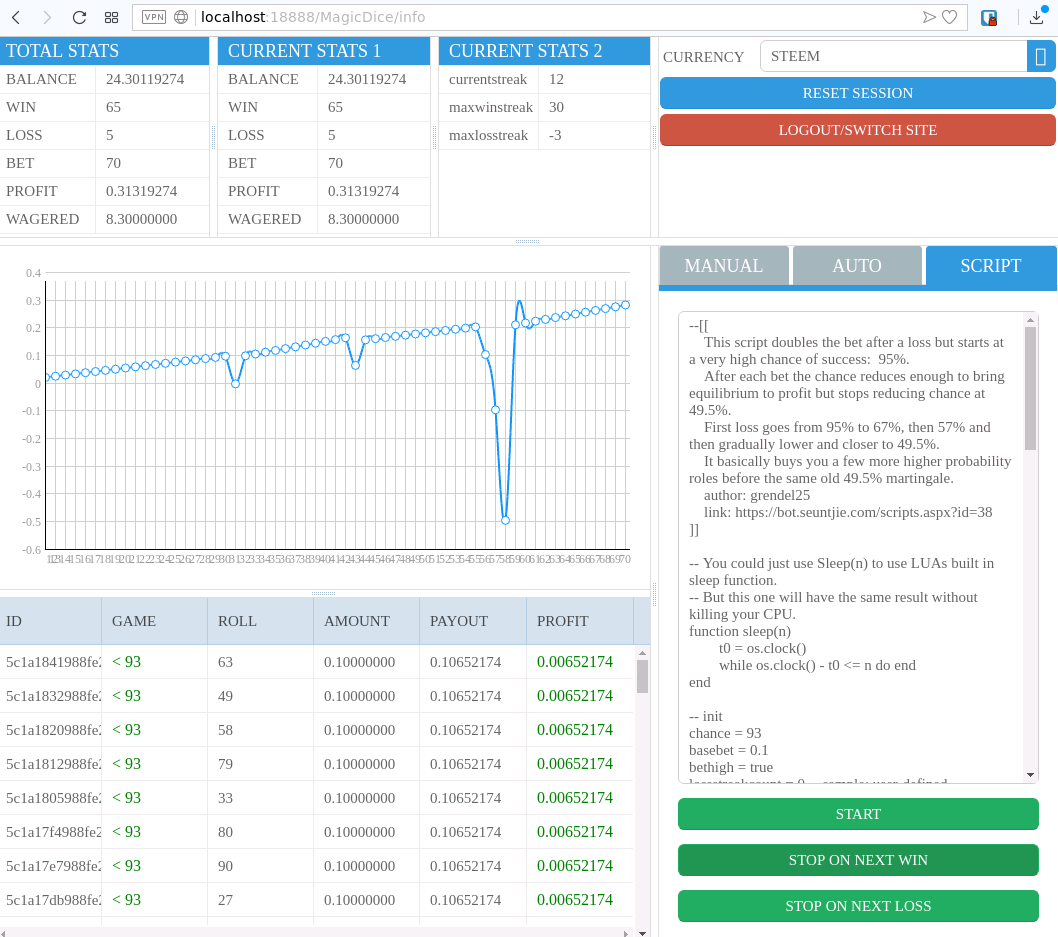 VPN localhost:18888/MagicDice/info
TOTAL STATS
BALANCE 24.30119274
WIN 65
LOSS 5
BET 70
PROFIT 0.31319274
WAGERED 8.30000000
CURRENT STATS 1
BALANCE 24.30119274
WIN 65
LOSS 5
BET 70
PROFIT 0.31319274
WAGERED 8.30000000
CURRENT STATS 2
currentstreak 12
maxwinstreak 30
maxlosstreak -3
CURRENCY STEEM
RESET SESSION
LOGOUT/SWITCH SITE
0.4
0.3
0.2
0.1
0
-0.1
-0.2
-0.3
-0.4
-0.5
-0.6
MANUAL AUTO SCRIPT
--[[
This script doubles the bet after a loss but starts at
a very high chance of success:  95%.
After each bet the chance reduces enough to bring
equilibrium to profit but stops reducing chance at
49.5%.
First loss goes from 95% to 67%, then 57% and
then gradually lower and closer to 49.5%.
It basically buys you a few more higher probability
roles before the same old 49.5% martingale.
author: grendel25
link: https://bot.seuntjie.com/scripts.aspx?id=38
]]
-- You could just use Sleep(n) to use LUAs built in
sleep function.
-- But this one will have the same result without
killing your CPU.
function sleep(n)
t0 = os.clock()
while os.clock() - t0 <= n do end
end
-- init
chance = 93
basebet = 0.1
bethigh = true
START
STOP ON NEXT WIN
STOP ON NEXT LOSS
ID GAME ROLL AMOUNT PAYOUT PROFIT
5c1a1841988fe2 < 93 63 0.10000000 0.10652174 0.00652174
5c1a1832988fe2 < 93 49 0.10000000 0.10652174 0.00652174
5c1a1820988fe2 < 93 58 0.10000000 0.10652174 0.00652174
5c1a1812988fe2 < 93 79 0.10000000 0.10652174 0.00652174
5c1a1805988fe2 < 93 33 0.10000000 0.10652174 0.00652174
5c1a17f4988fe2 < 93 80 0.10000000 0.10652174 0.00652174
5c1a17e7988fe2 < 93 90 0.10000000 0.10652174 0.00652174
5c1a17db988fe2 < 93 27 0.10000000 0.10652174 0.00652174